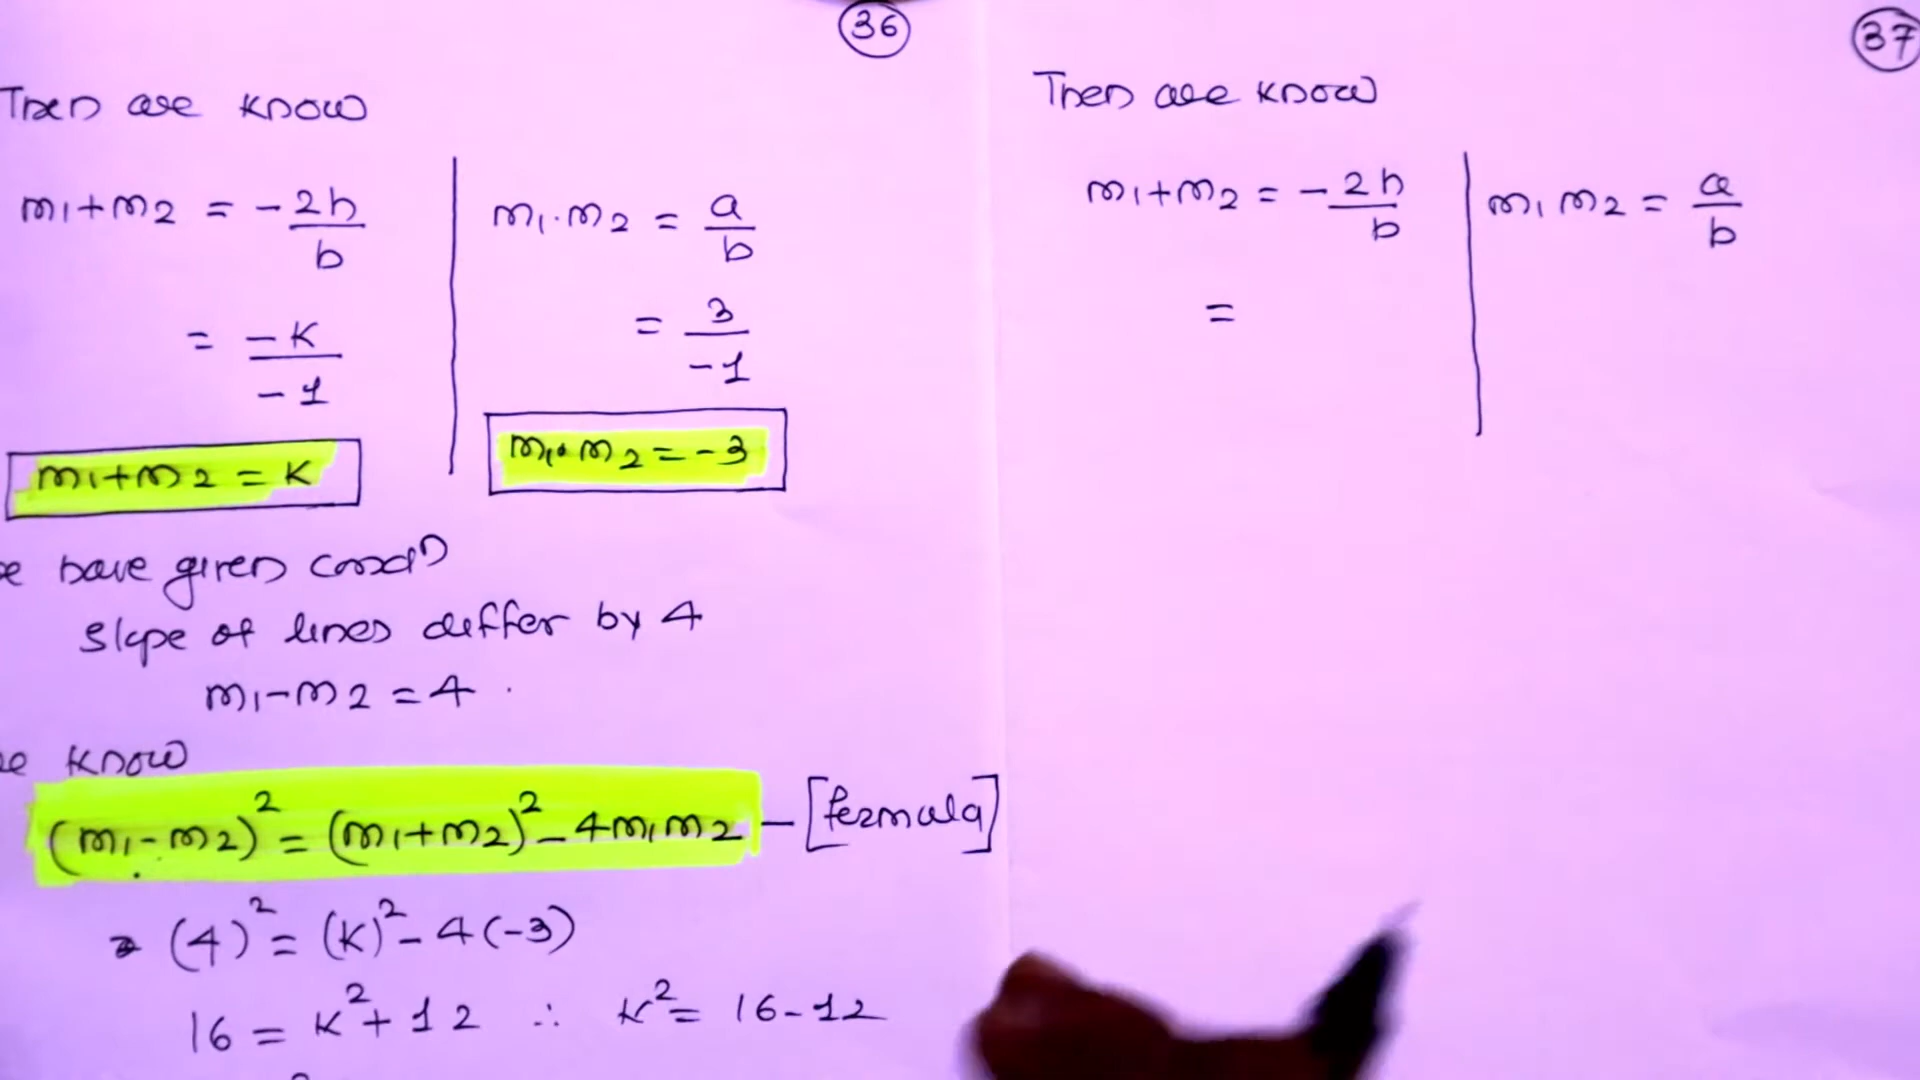 36
Then we know
m1+m2 = -2h/b
= -K/-1
m1+m2 = K
m1.m2 = a/b
= 3/-1
m1.m2 = -3
have given condn
Slope of lines differ by 4
m1-m2 = 4 .
know
(m1-m2)² = (m1+m2)² - 4m1m2 - [formula]
(4)² = (K)² - 4(-3)
16 = K² + 12 ∴ K² = 16-12
37
Then we know
m1+m2 = -2h/b
=
m1 m2 = a/b